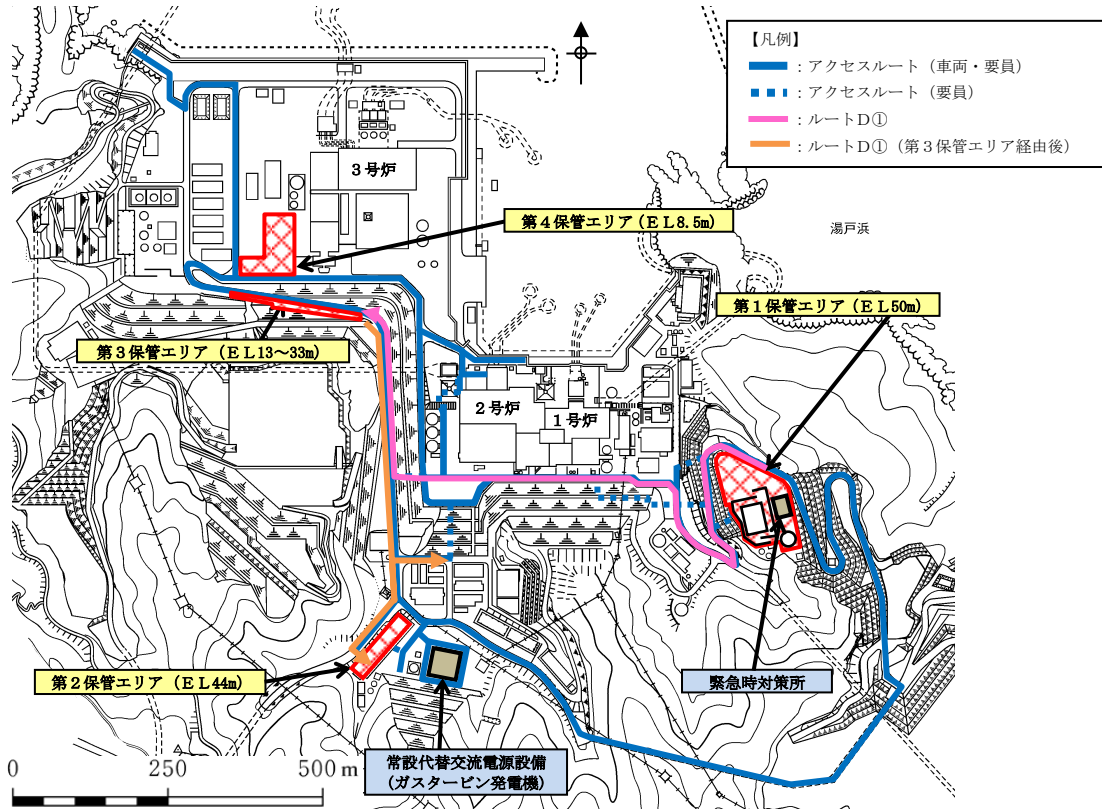 【凡例】
：アクセスルート（車両・要員）
：アクセスルート（要員）
：ルートD①
：ルートD①（第３保管エリア経由後）
３号炉
第４保管エリア（ＥＬ8.5m）
湯戸浜
第１保管エリア（ＥＬ50m）
第３保管エリア（ＥＬ13～33m）
２号炉
１号炉
第２保管エリア（ＥＬ44m）
緊急時対策所
常設代替交流電源設備
（ガスタービン発電機）
0 250 500 m